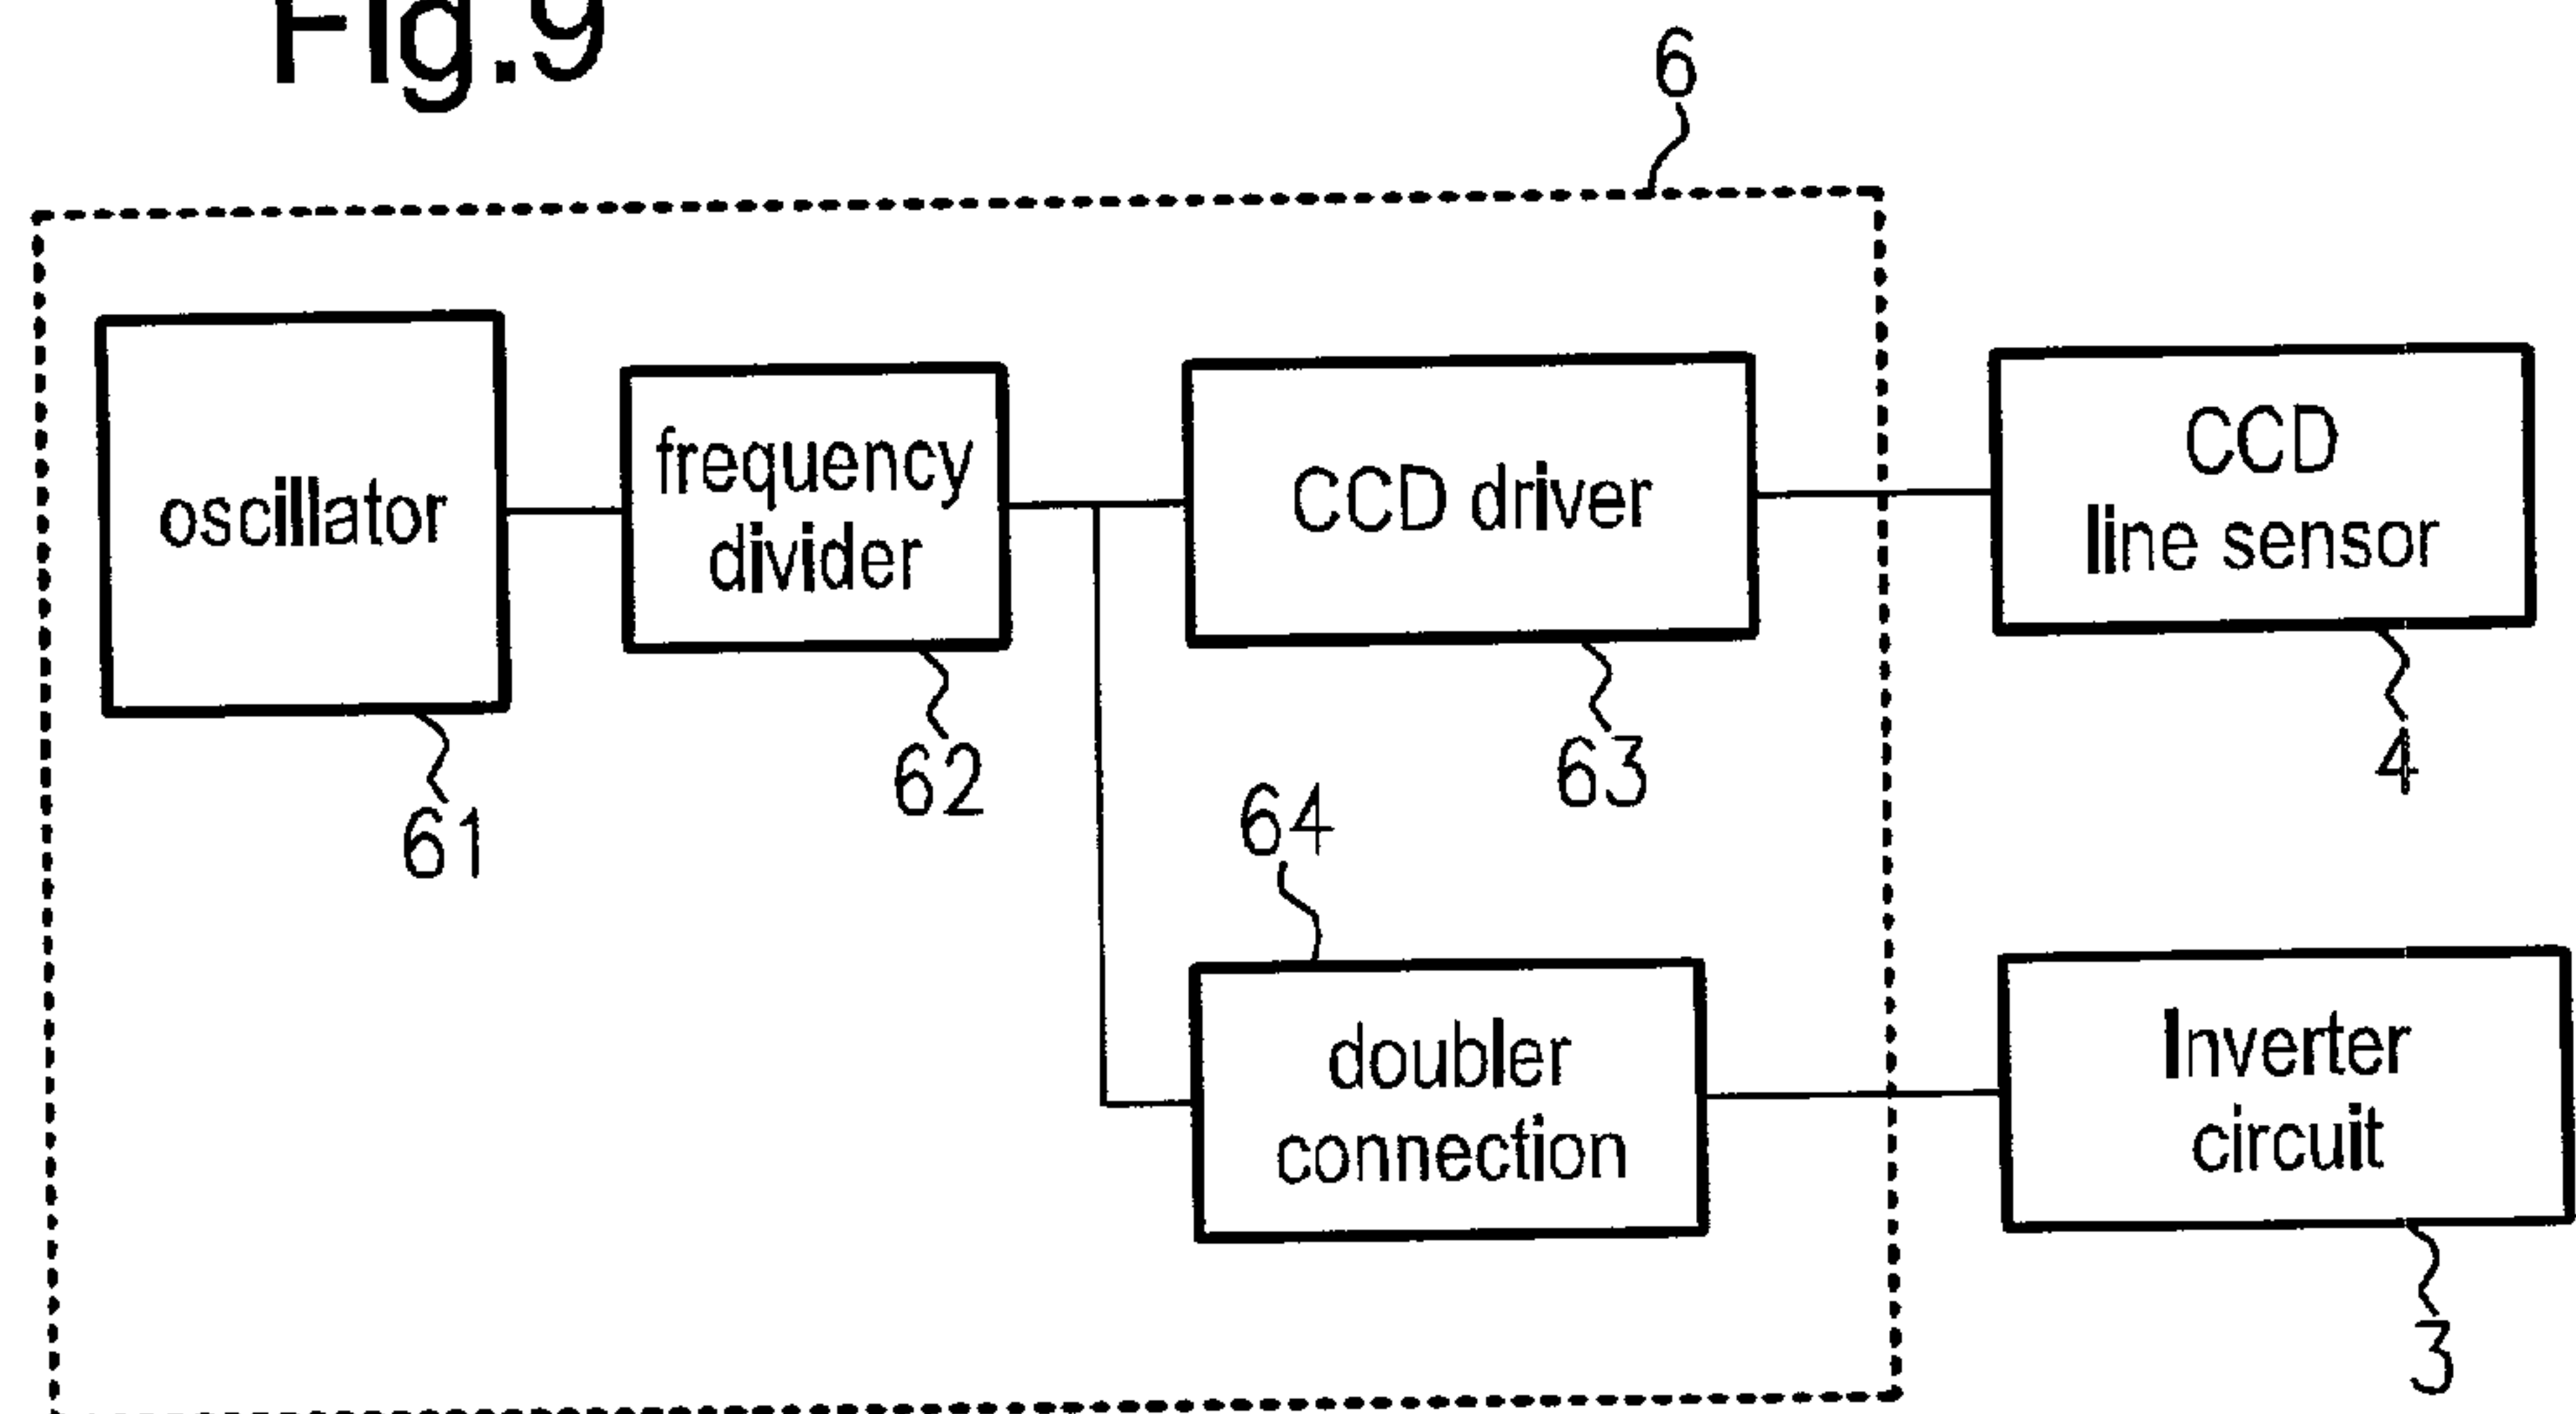 Fig.9
6
oscillator
frequency
divider
CCD driver
CCD
line sensor
61
62
63
4
64
doubler
connection
Inverter
circuit
3